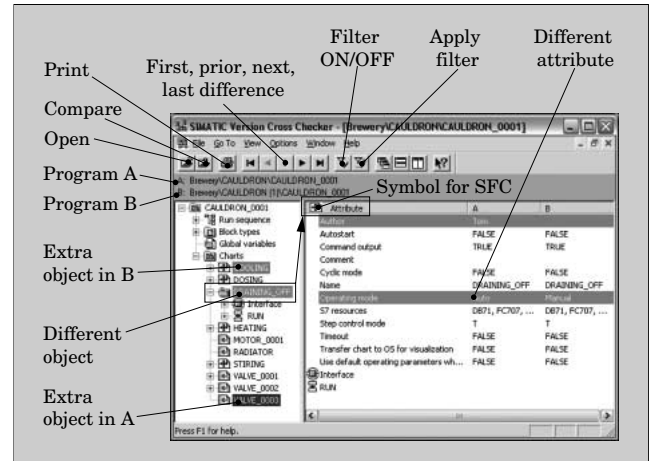 Filter
ON/OFF
Apply
filter
Different
attribute
Print
First, prior, next,
last difference
Compare
Open
Program A
Program B
Extra
object in B
Different
object
Extra
object in A
SIMATIC Version Cross Checker - [Brewery\CAULDRON\CAULDRON_0001]
File Go To View Options Window Help
A: Brewery\CAULDRON\CAULDRON_0001
B: Brewery\CAULDRON (1)\CAULDRON_0001
Symbol for SFC
CAULDRON_0001
Run sequence
Block types
Global variables
Charts
COOLING
DOSING
DRAINING_OFF
Interface
RUN
HEATING
MOTOR_0001
RADIATOR
STIRING
VALVE_0001
VALVE_0002
VALVE_0003
Attribute A B
Author Tom
Autostart FALSE FALSE
Command output TRUE TRUE
Comment
Cyclic mode FALSE FALSE
Name DRAINING_OFF DRAINING_OFF
Operating mode Auto Manual
S7 resources DB71, FC707, ... DB71, FC707, ...
Step control mode T T
Timeout FALSE FALSE
Transfer chart to OS for visualization FALSE FALSE
Use default operating parameters wh... FALSE FALSE
Interface
RUN
Press F1 for help.